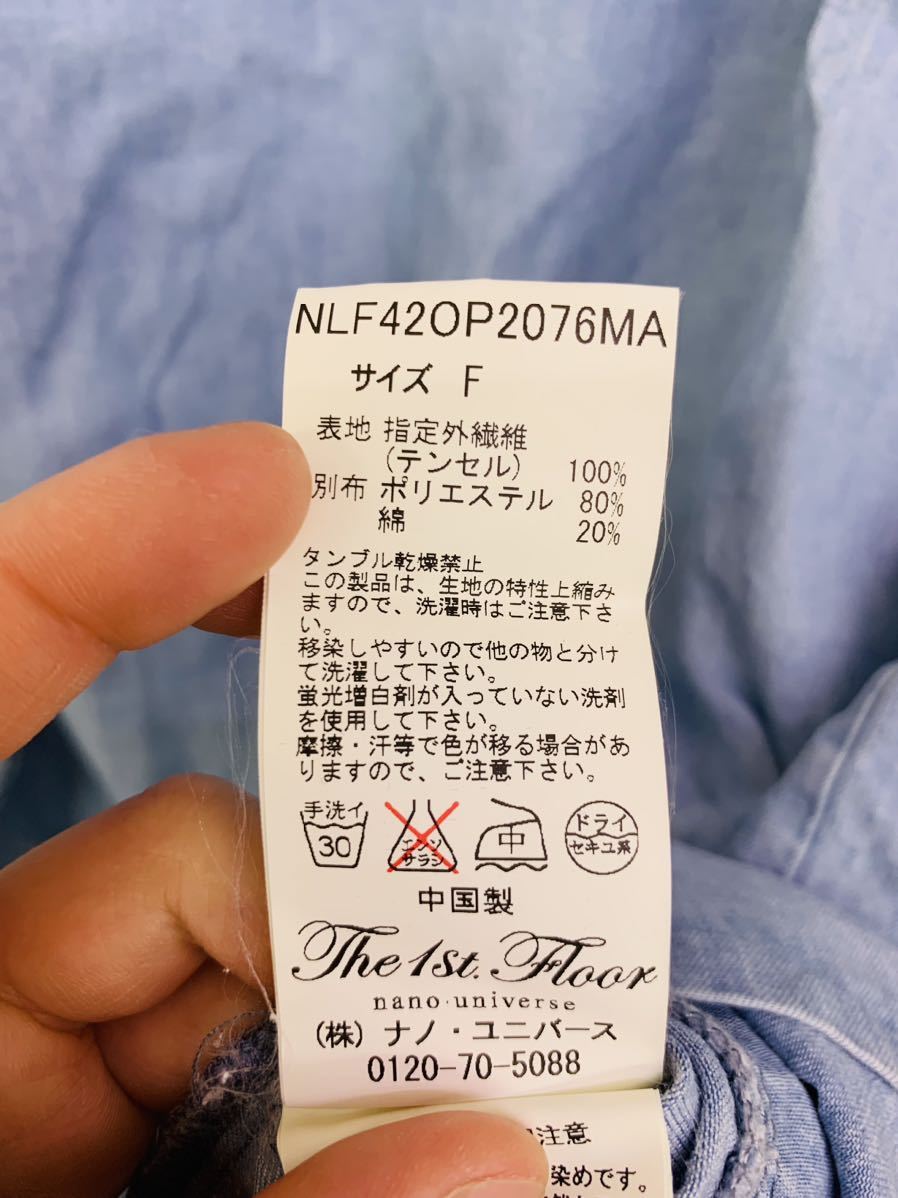 NLF42OP2076MA
サイズ F
表地 指定外繊維
(テンセル) 100%
別布 ポリエステル 80%
綿 20%
タンブル乾燥禁止
この製品は、生地の特性上縮み
ますので、洗濯時はご注意下さ
い。
移染しやすいので他の物と分け
て洗濯して下さい。
蛍光増白剤が入っていない洗剤
を使用して下さい。
摩擦・汗等で色が移る場合があ
りますので、ご注意下さい。
手洗イ
30
エンソ
サラシ
中
ドライ
セキユ系
中国製
The 1st. Floor
nano・universe
(株) ナノ・ユニバース
0120-70-5088
注意
染めです。